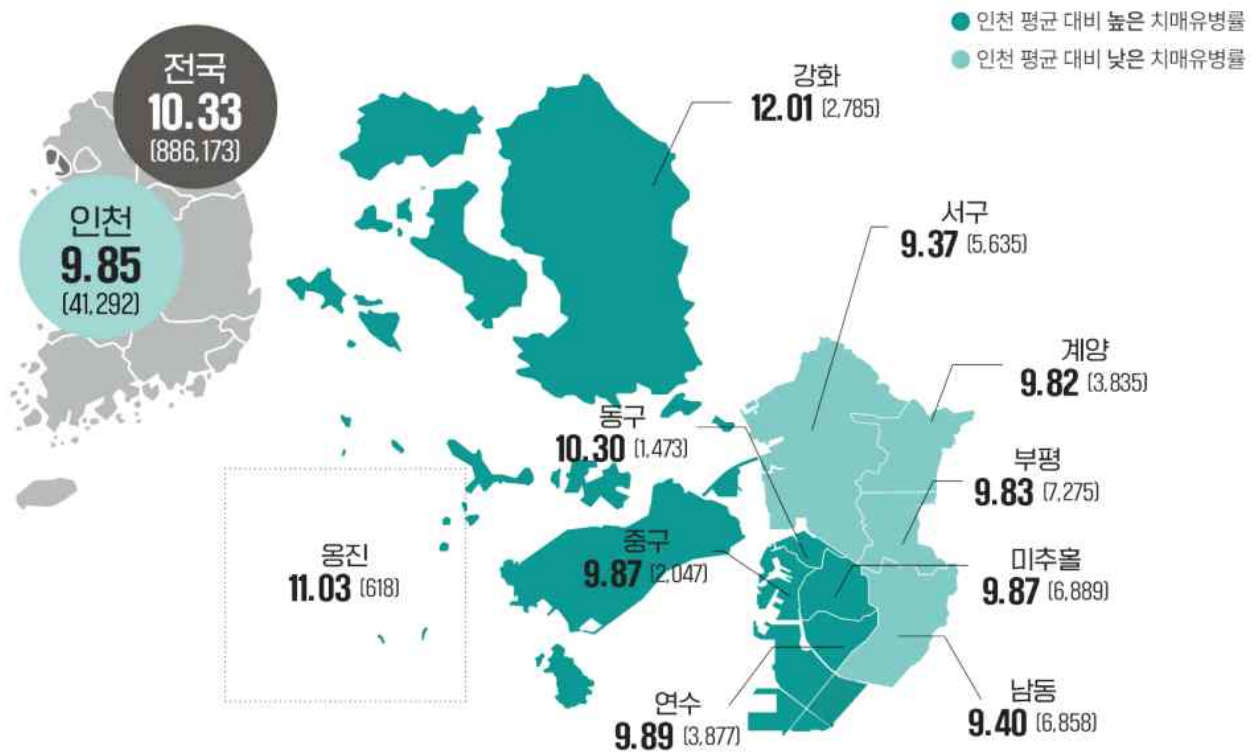 인천 평균 대비 높은 치매유병률
인천 평균 대비 낮은 치매유병률
전국
10.33
(886,173)
인천
9.85
(41,292)
강화
12.01 (2,785)
서구
9.37 (5,635)
계양
9.82 (3,835)
동구
10.30 (1,473)
부평
9.83 (7,275)
옹진
11.03 (618)
중구
9.87 (2,047)
미추홀
9.87 (6,889)
연수
9.89 (3,877)
남동
9.40 (6,858)